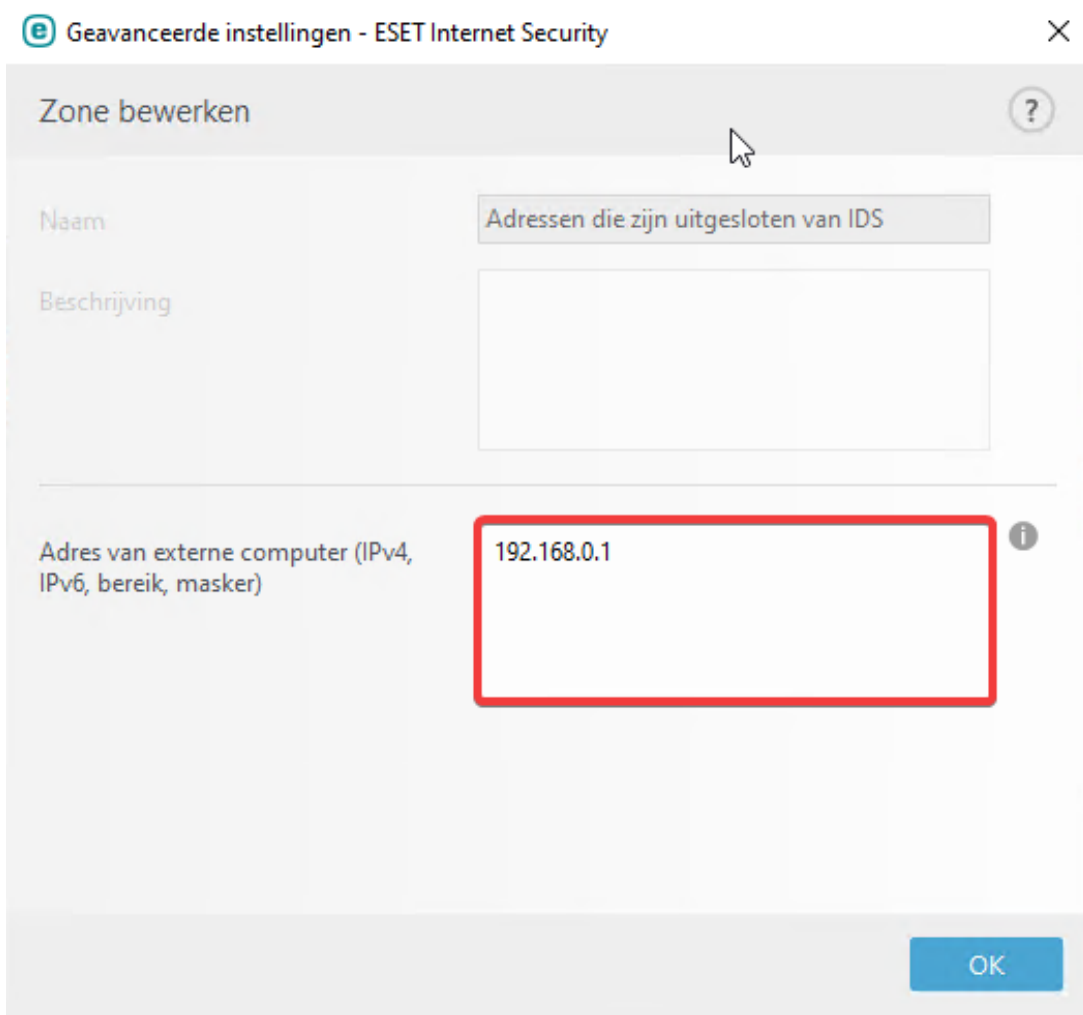 Geavanceerde instellingen - ESET Internet Security
Zone bewerken
?
Naam
Adressen die zijn uitgesloten van IDS
Beschrijving
Adres van externe computer (IPv4,
IPv6, bereik, masker)
192.168.0.1
OK